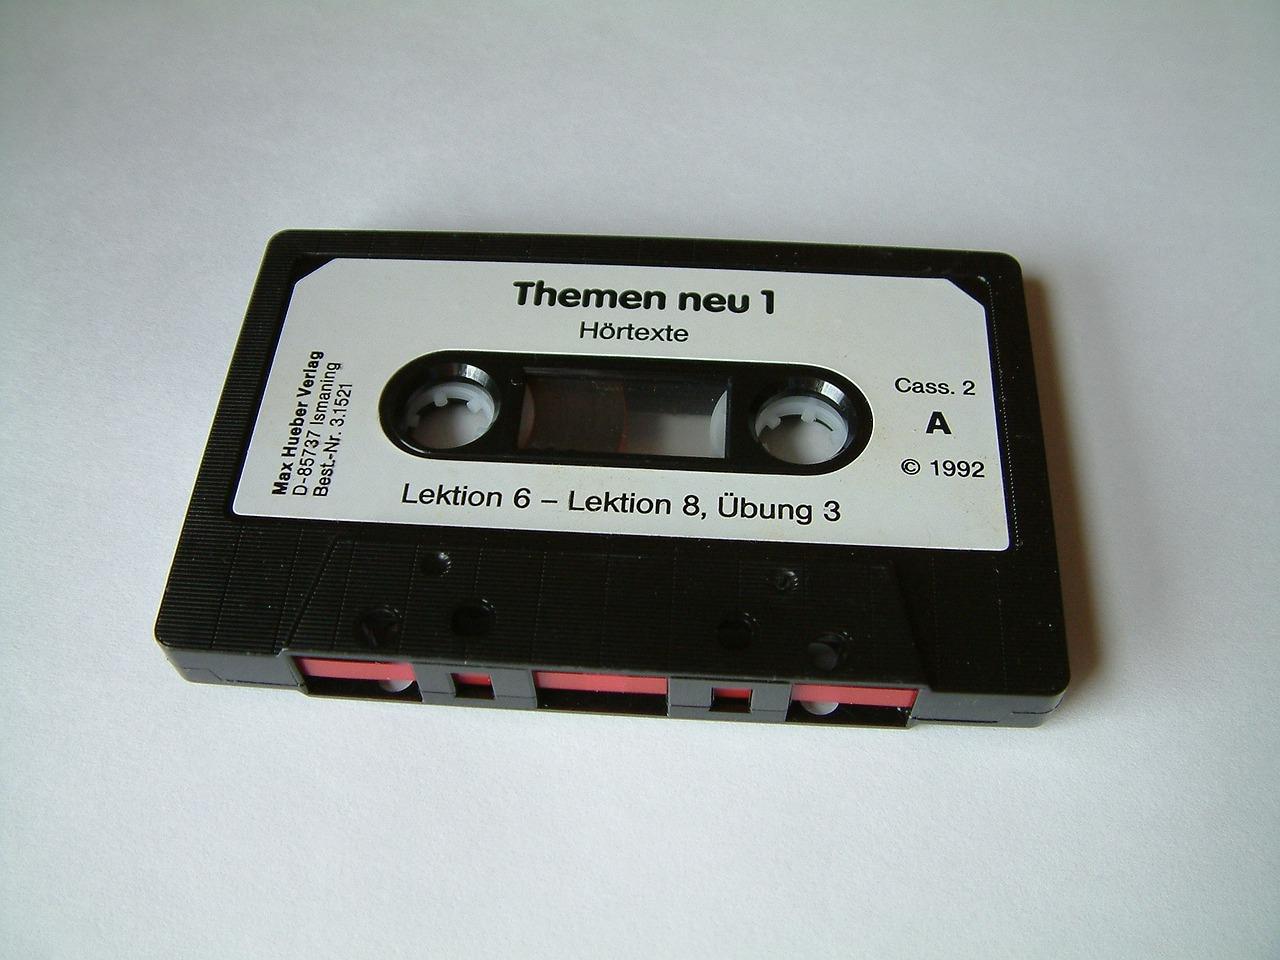 Themen neu 1
Hörtexte
Max Hueber Verlag
D-85737 Ismaning
Best.-Nr. 3.1521
Cass. 2
A
© 1992
Lektion 6 – Lektion 8, Übung 3